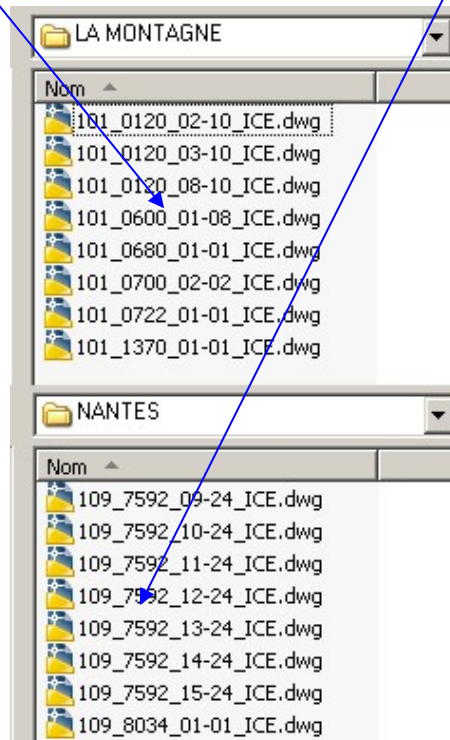 LA MONTAGNE
Nom
101_0120_02-10_ICE.dwg
101_0120_03-10_ICE.dwg
101_0120_08-10_ICE.dwg
101_0600_01-08_ICE.dwg
101_0680_01-01_ICE.dwg
101_0700_02-02_ICE.dwg
101_0722_01-01_ICE.dwg
101_1370_01-01_ICE.dwg
NANTES
Nom
109_7592_09-24_ICE.dwg
109_7592_10-24_ICE.dwg
109_7592_11-24_ICE.dwg
109_7592_12-24_ICE.dwg
109_7592_13-24_ICE.dwg
109_7592_14-24_ICE.dwg
109_7592_15-24_ICE.dwg
109_8034_01-01_ICE.dwg